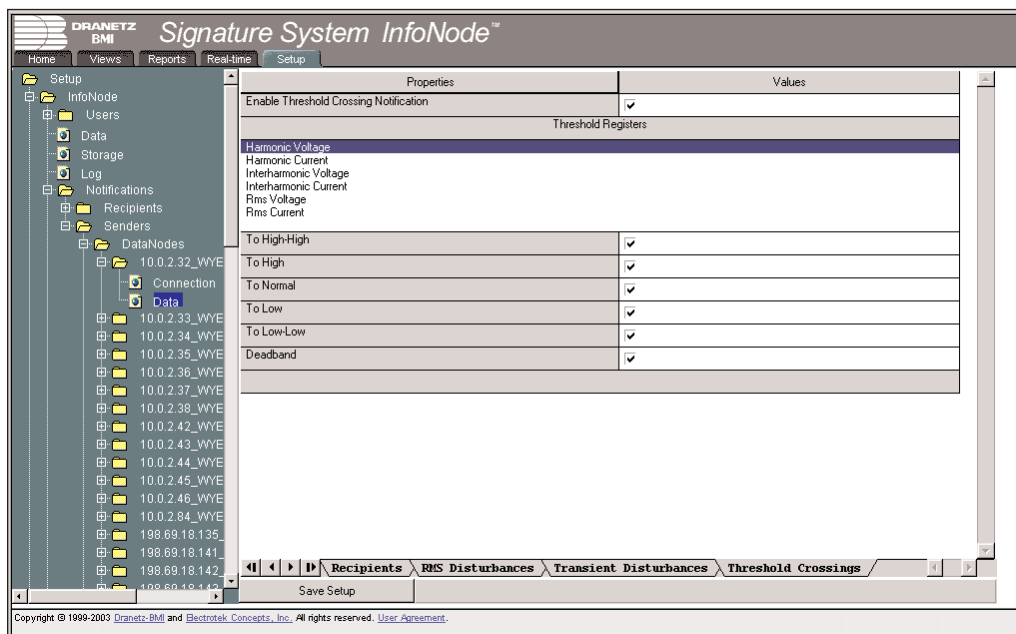 DRANETZ
BMI
Signature System InfoNode™
Home Views Reports Real-time Setup
Setup
InfoNode
Users
Data
Storage
Log
Notifications
Recipients
Senders
DataNodes
10.0.2.32_WYE
Connection
Data
10.0.2.33_WYE
10.0.2.34_WYE
10.0.2.35_WYE
10.0.2.36_WYE
10.0.2.37_WYE
10.0.2.38_WYE
10.0.2.42_WYE
10.0.2.43_WYE
10.0.2.44_WYE
10.0.2.45_WYE
10.0.2.46_WYE
10.0.2.84_WYE
198.69.18.135_
198.69.18.141_
198.69.18.142_
Properties Values
Enable Threshold Crossing Notification
Threshold Registers
Harmonic Voltage
Harmonic Current
Interharmonic Voltage
Interharmonic Current
Rms Voltage
Rms Current
To High-High
To High
To Normal
To Low
To Low-Low
Deadband
Recipients RMS Disturbances Transient Disturbances Threshold Crossings
Save Setup
Copyright © 1999-2003 Dranetz-BMI and Electrotek Concepts, Inc. All rights reserved. User Agreement.